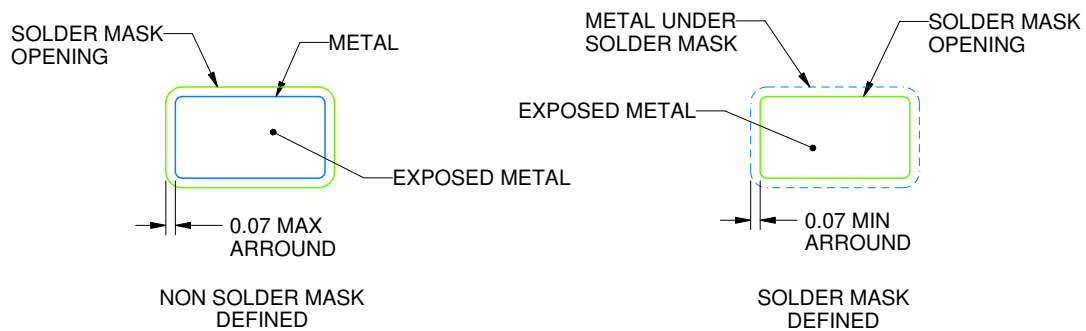 SOLDER MASK
OPENING
METAL
EXPOSED METAL
0.07 MAX
ARROUND
NON SOLDER MASK
DEFINED
METAL UNDER
SOLDER MASK
SOLDER MASK
OPENING
EXPOSED METAL
0.07 MIN
ARROUND
SOLDER MASK
DEFINED